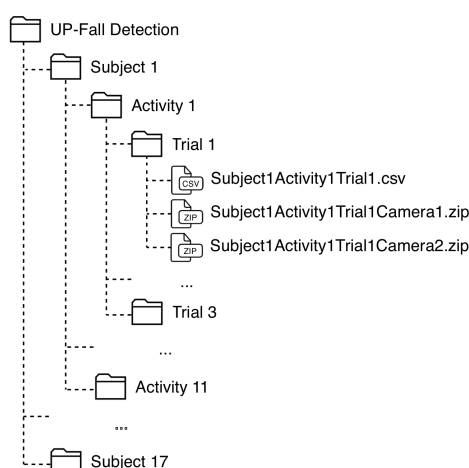 UP-Fall Detection
Subject 1
Activity 1
Trial 1
CSV Subject1Activity1Trial1.csv
ZIP Subject1Activity1Trial1Camera1.zip
ZIP Subject1Activity1Trial1Camera2.zip
...
Trial 3
...
Activity 11
...
Subject 17